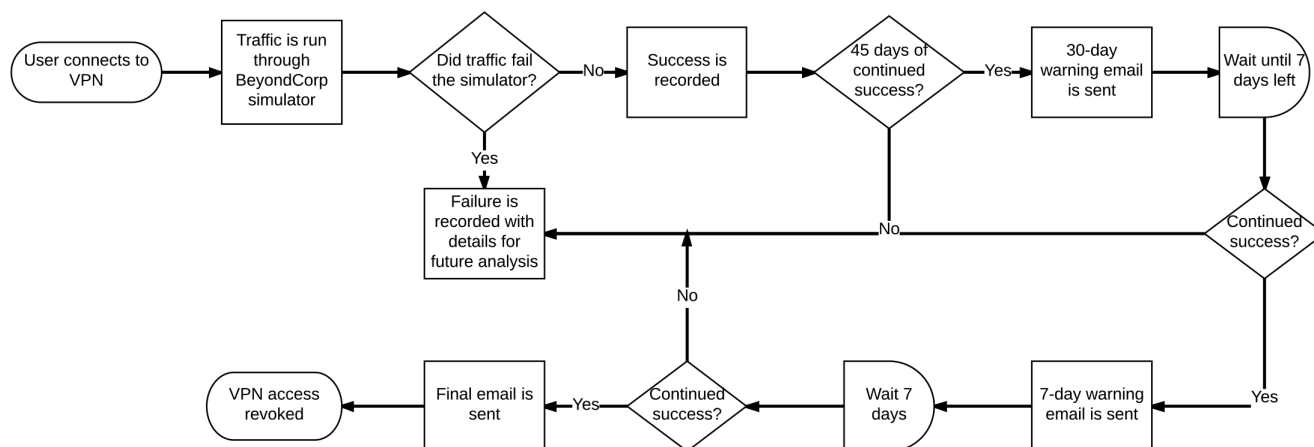 User connects to
VPN
Traffic is run
through
BeyondCorp
simulator
Did traffic fail
the simulator?
No
Success is
recorded
45 days of
continued
success?
Yes
30-day
warning email
is sent
Wait until 7
days left
Yes
Failure is
recorded with
details for
future analysis
No
Continued
success?
No
VPN access
revoked
Final email is
sent
Yes
Continued
success?
Wait 7
days
7-day warning
email is sent
Yes